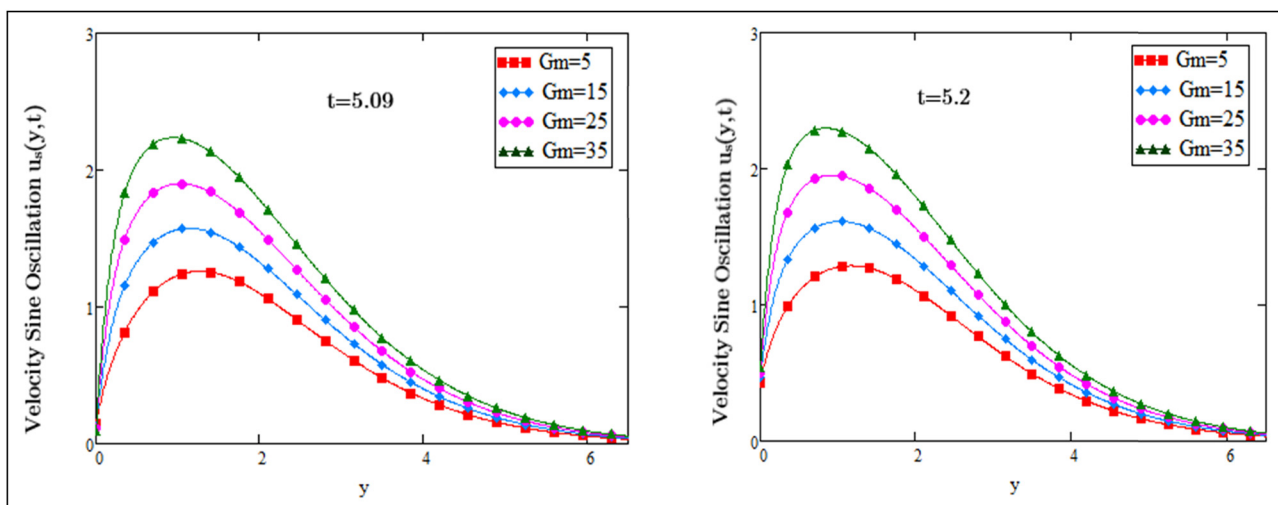 Velocity Sine Oscillation uₛ(y,t)
3
2
1
0
0
2
4
6
y
t=5.09
Gm=5
Gm=15
Gm=25
Gm=35
Velocity Sine Oscillation uₛ(y,t)
3
2
1
0
0
2
4
6
y
t=5.2
Gm=5
Gm=15
Gm=25
Gm=35